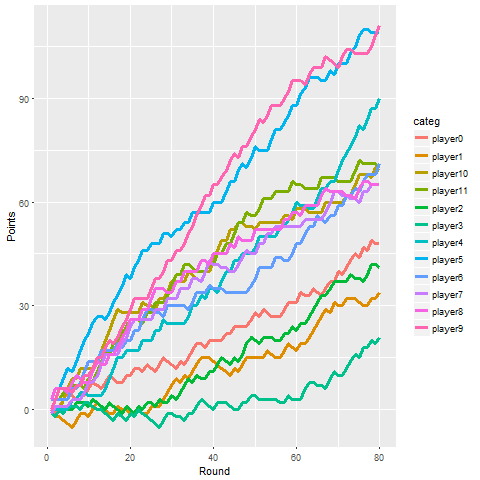 90
60
30
0
Points
0
20
40
60
80
Round
categ
player0
player1
player10
player11
player2
player3
player4
player5
player6
player7
player8
player9